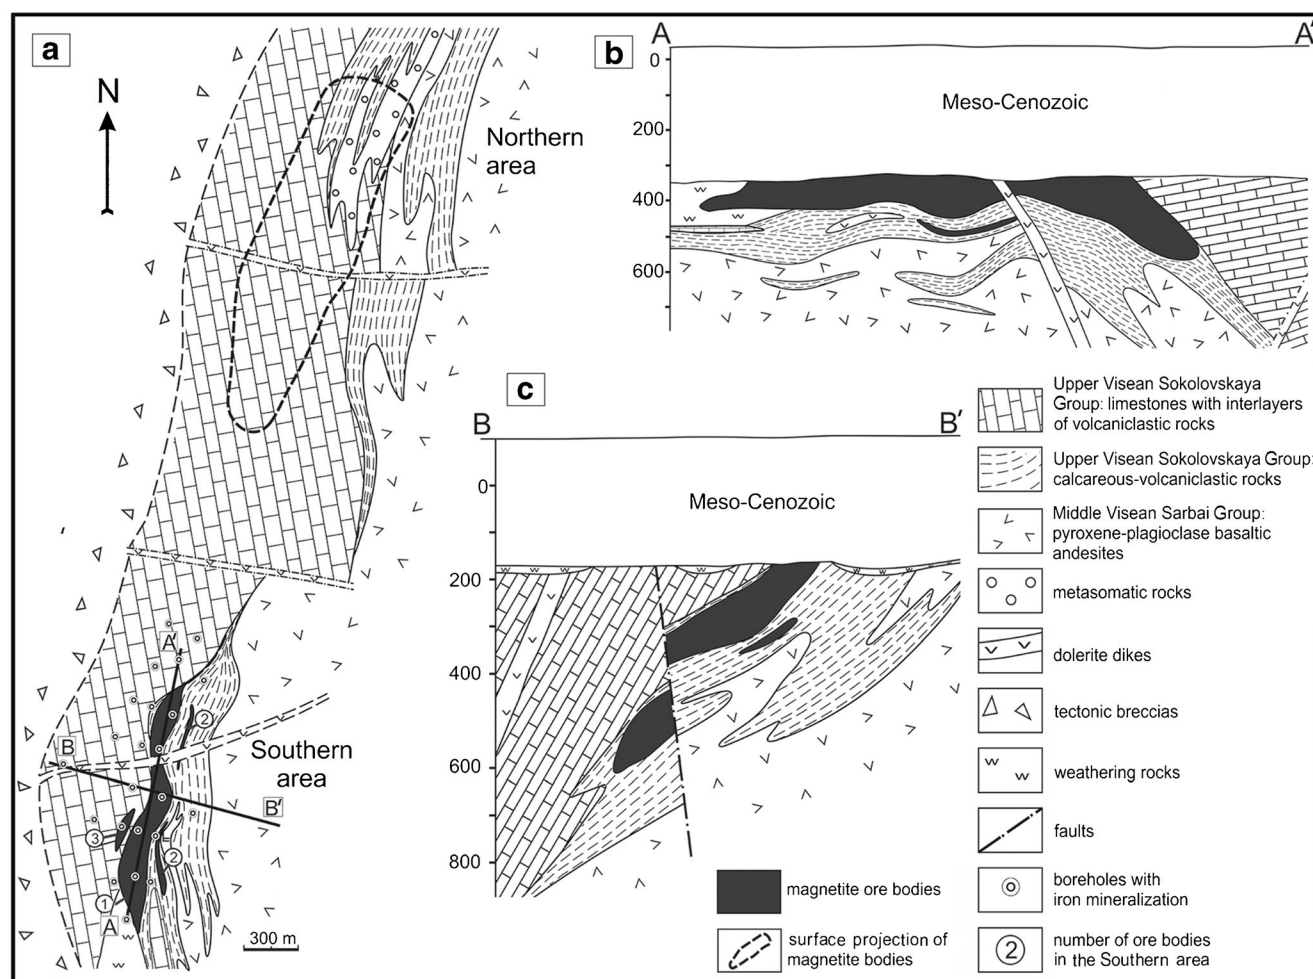 a
N
Northern
area
A'
B
2
Southern
area
B'
3
2
1
A
300 m
b
A
A'
0
200
400
600
Meso-Cenozoic
c
B
B'
0
200
400
600
800
Meso-Cenozoic
magnetite ore bodies
surface projection of
magnetite bodies
Upper Visean Sokolovskaya
Group: limestones with interlayers
of volcaniclastic rocks
Upper Visean Sokolovskaya Group:
calcareous-volcaniclastic rocks
Middle Visean Sarbai Group:
pyroxene-plagioclase basaltic
andesites
metasomatic rocks
dolerite dikes
tectonic breccias
weathering rocks
faults
boreholes with
iron mineralization
2
number of ore bodies
in the Southern area